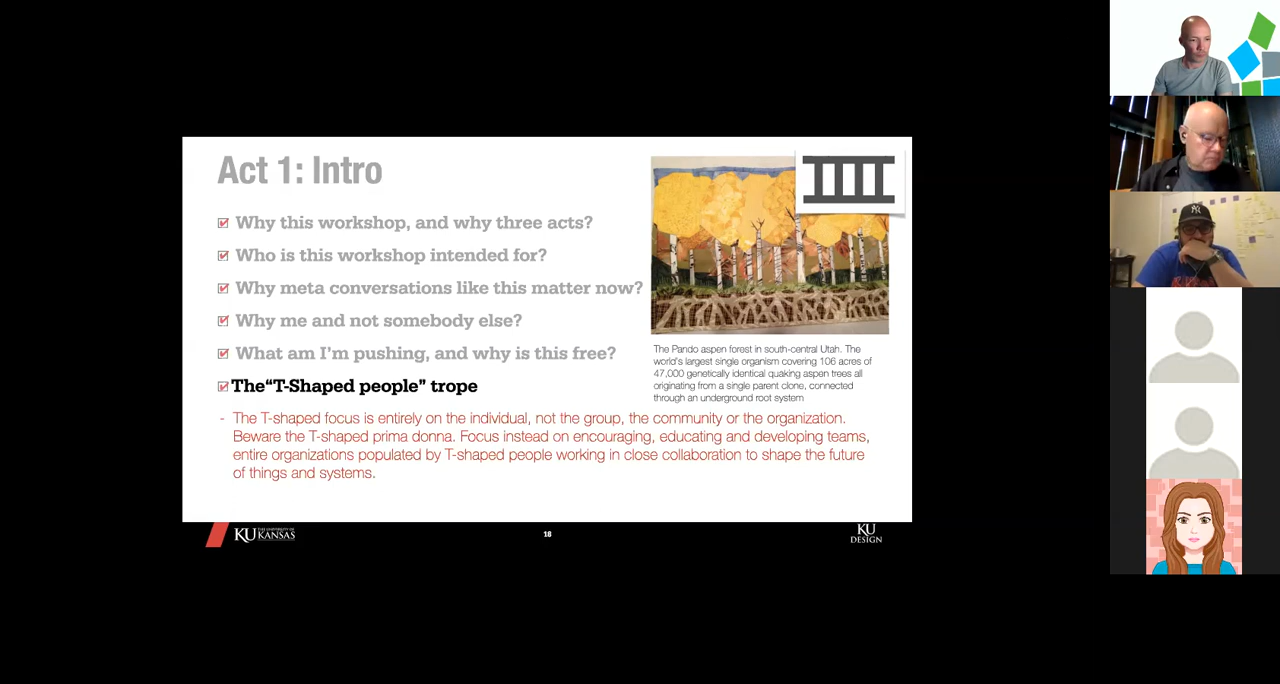 Act 1: Intro
Why this workshop, and why three acts?
Who is this workshop intended for?
Why meta conversations like this matter now?
Why me and not somebody else?
What am I'm pushing, and why is this free?
The“T-Shaped people” trope
- The T-shaped focus is entirely on the individual, not the group, the community or the organization.
Beware the T-shaped prima donna. Focus instead on encouraging, educating and developing teams,
entire organizations populated by T-shaped people working in close collaboration to shape the future
of things and systems.
The Pando aspen forest in south-central Utah. The
world's largest single organism covering 106 acres of
47,000 genetically identical quaking aspen trees all
originating from a single parent clone, connected
through an underground root system
KU THE UNIVERSITY OF
KANSAS
18
KU
DESIGN